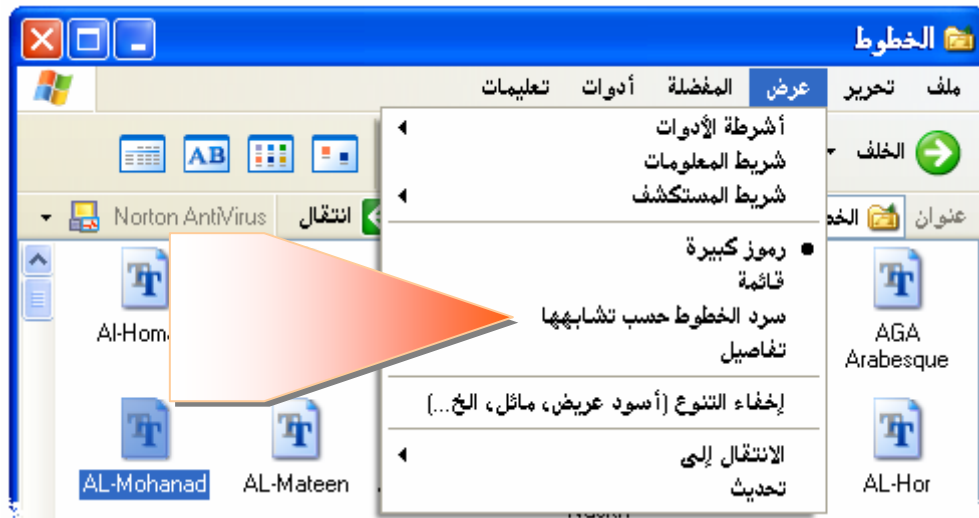 الخطوط
ملف تحرير عرض المفضلة أدوات تعليمات
الخلف
AB
عنوان انتقال Norton AntiVirus
أشرطة الأدوات
شريط المعلومات
شريط المستكشف
رموز كبيرة
قائمة
سرد الخطوط حسب تشابهها
تفاصيل
إخفاء التنوع (أسود عريض، مائل، الخ...)
الانتقال إلى
تحديث
AGA
Arabesque
AL-Hor
AL-Mateen
AL-Mohanad